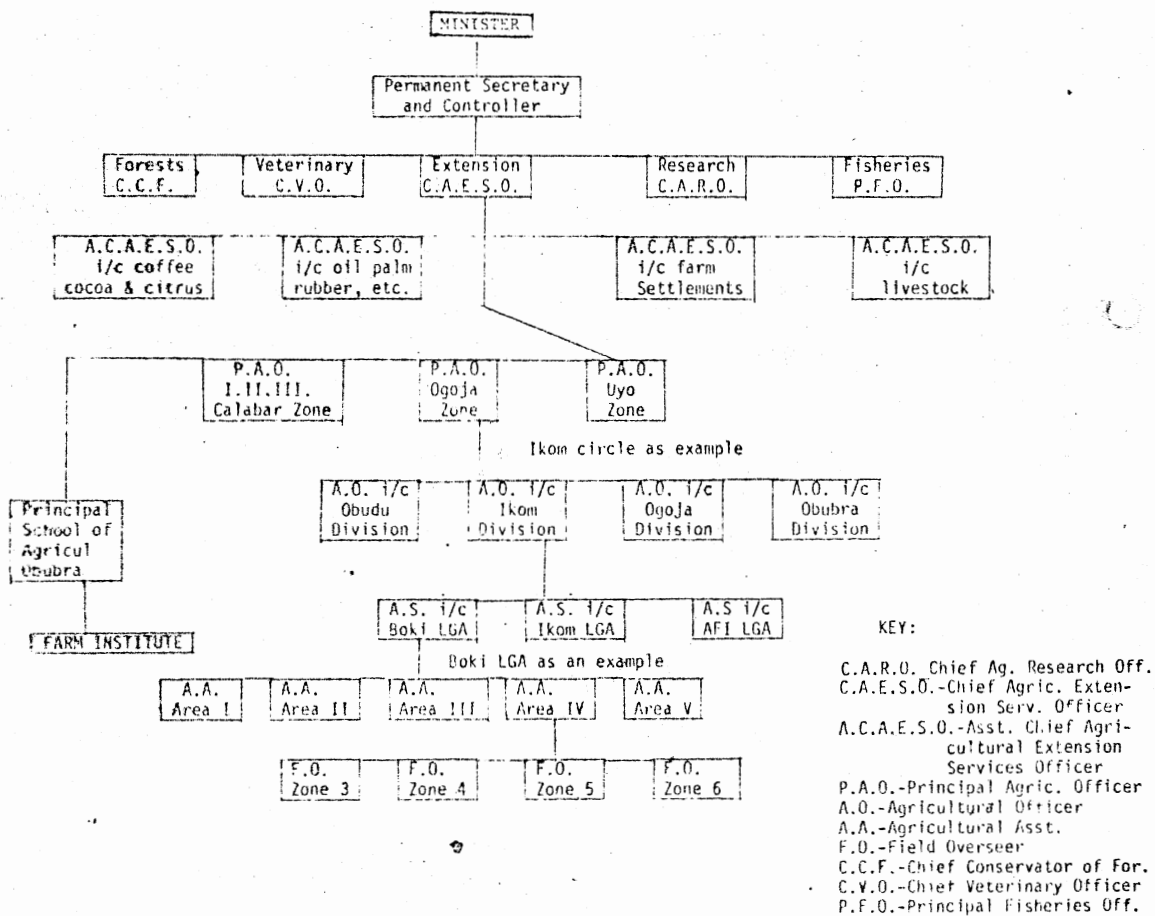 MINISTER
Permanent Secretary
and Controller
Forests
C.C.F.
Veterinary
C.V.O.
Extension
C.A.E.S.O.
Research
C.A.R.O.
Fisheries
P.F.O.
A.C.A.E.S.O.
i/c coffee
cocoa & citrus
A.C.A.E.S.O.
i/c oil palm
rubber, etc.
A.C.A.E.S.O.
i/c farm
Settlements
A.C.A.E.S.O.
i/c
livestock
P.A.O.
I.II.III.
Calabar Zone
P.A.O.
Ogoja
Zone
P.A.O.
Uyo
Zone
Ikom circle as example
Principal
School of
Agricul
Obubra
FARM INSTITUTE
A.O. i/c
Obudu
Division
A.O. i/c
Ikom
Division
A.O. i/c
Ogoja
Division
A.O. i/c
Obubra
Division
A.S. i/c
Boki LGA
A.S. i/c
Ikom LGA
A.S i/c
AFI LGA
Boki LGA as an example
A.A.
Area I
A.A.
Area II
A.A.
Area III
A.A.
Area IV
A.A.
Area V
F.O.
Zone 3
F.O.
Zone 4
F.O.
Zone 5
F.O.
Zone 6
KEY:
C.A.R.O. Chief Ag. Research Off.
C.A.E.S.O.-Chief Agric. Exten-
sion Serv. Officer
A.C.A.E.S.O.-Asst. Chief Agri-
cultural Extension
Services Officer
P.A.O.-Principal Agric. Officer
A.O.-Agricultural Officer
A.A.-Agricultural Asst.
F.O.-Field Overseer
C.C.F.-Chief Conservator of For.
C.V.O.-Chief Veterinary Officer
P.F.O.-Principal Fisheries Off.